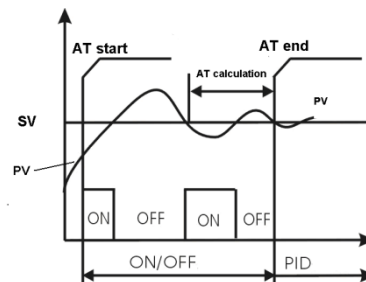 AT start
AT end
AT calculation
PV
SV
PV
ON OFF ON OFF
ON/OFF PID